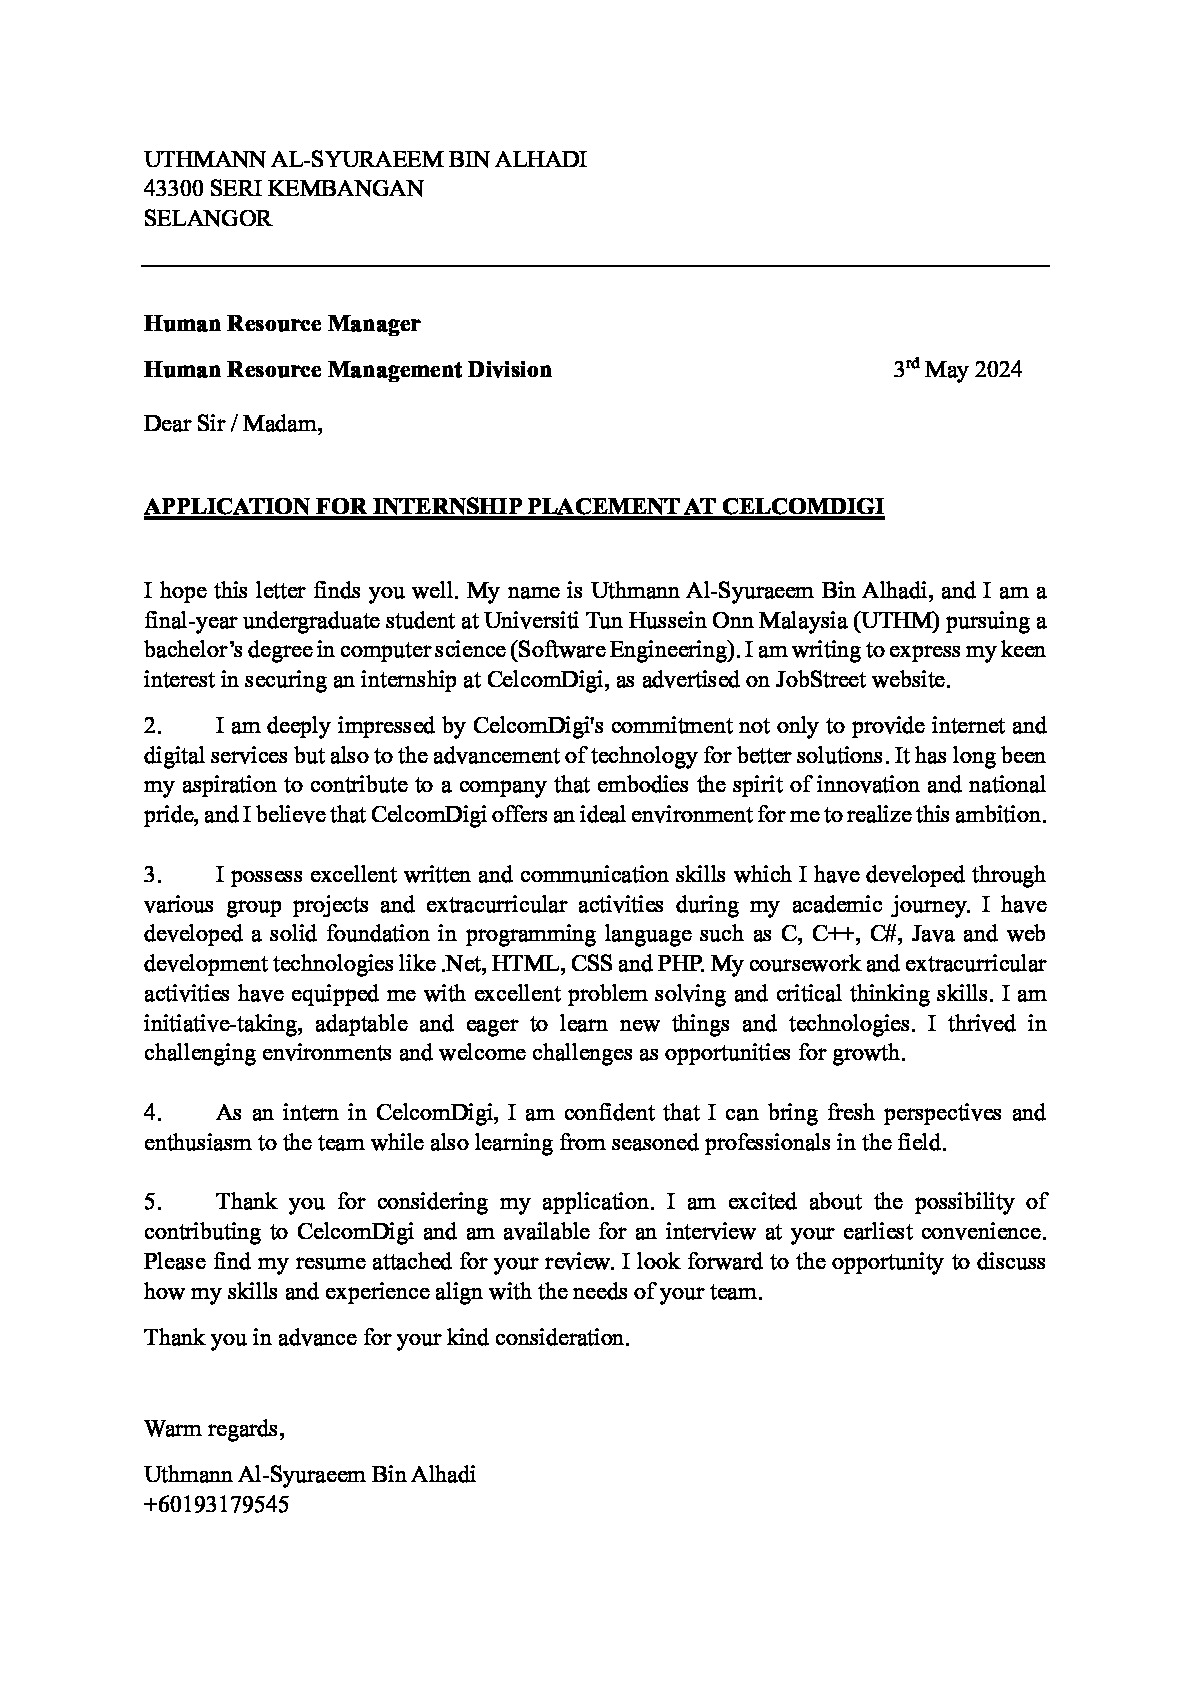 UTHMANN AL-SYURAEEM BIN ALHADI
43300 SERI KEMBANGAN
SELANGOR
Human Resource Manager
Human Resource Management Division 3rd May 2024
Dear Sir / Madam,
APPLICATION FOR INTERNSHIP PLACEMENT AT CELCOMDIGI
I hope this letter finds you well. My name is Uthmann Al-Syuraeem Bin Alhadi, and I am a
final-year undergraduate student at Universiti Tun Hussein Onn Malaysia (UTHM) pursuing a
bachelor’s degree in computer science (Software Engineering). I am writing to express my keen
interest in securing an internship at CelcomDigi, as advertised on JobStreet website.
2. I am deeply impressed by CelcomDigi's commitment not only to provide internet and
digital services but also to the advancement of technology for better solutions. It has long been
my aspiration to contribute to a company that embodies the spirit of innovation and national
pride, and I believe that CelcomDigi offers an ideal environment for me to realize this ambition.
3. I possess excellent written and communication skills which I have developed through
various group projects and extracurricular activities during my academic journey. I have
developed a solid foundation in programming language such as C, C++, C#, Java and web
development technologies like .Net, HTML, CSS and PHP. My coursework and extracurricular
activities have equipped me with excellent problem solving and critical thinking skills. I am
initiative-taking, adaptable and eager to learn new things and technologies. I thrived in
challenging environments and welcome challenges as opportunities for growth.
4. As an intern in CelcomDigi, I am confident that I can bring fresh perspectives and
enthusiasm to the team while also learning from seasoned professionals in the field.
5. Thank you for considering my application. I am excited about the possibility of
contributing to CelcomDigi and am available for an interview at your earliest convenience.
Please find my resume attached for your review. I look forward to the opportunity to discuss
how my skills and experience align with the needs of your team.
Thank you in advance for your kind consideration.
Warm regards,
Uthmann Al-Syuraeem Bin Alhadi
+60193179545